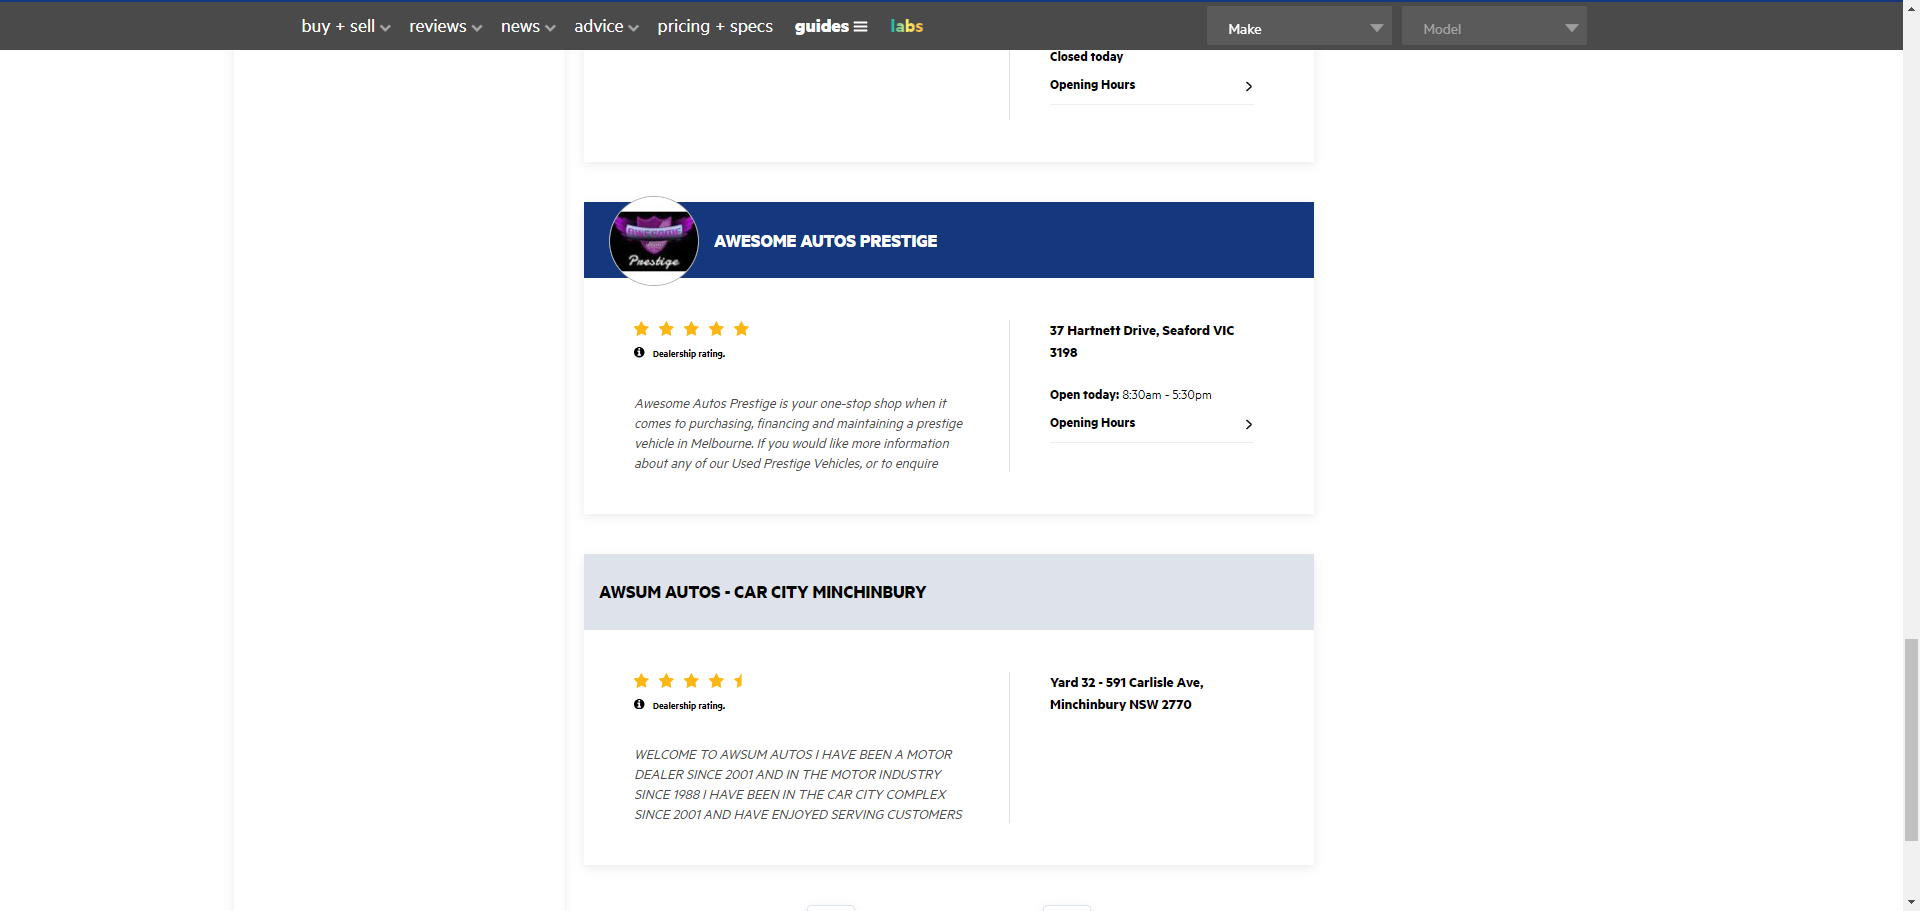 buy + sell reviews news advice pricing + specs guides labs Make Model
Closed today
Opening Hours
AWESOME
Prestige
AWESOME AUTOS PRESTIGE
Dealership rating.
Awesome Autos Prestige is your one-stop shop when it
comes to purchasing, financing and maintaining a prestige
vehicle in Melbourne. If you would like more information
about any of our Used Prestige Vehicles, or to enquire
37 Hartnett Drive, Seaford VIC
3198
Open today: 8:30am - 5:30pm
Opening Hours
AWSUM AUTOS - CAR CITY MINCHINBURY
Dealership rating.
WELCOME TO AWSUM AUTOS I HAVE BEEN A MOTOR
DEALER SINCE 2001 AND IN THE MOTOR INDUSTRY
SINCE 1988 I HAVE BEEN IN THE CAR CITY COMPLEX
SINCE 2001 AND HAVE ENJOYED SERVING CUSTOMERS
Yard 32 - 591 Carlisle Ave,
Minchinbury NSW 2770